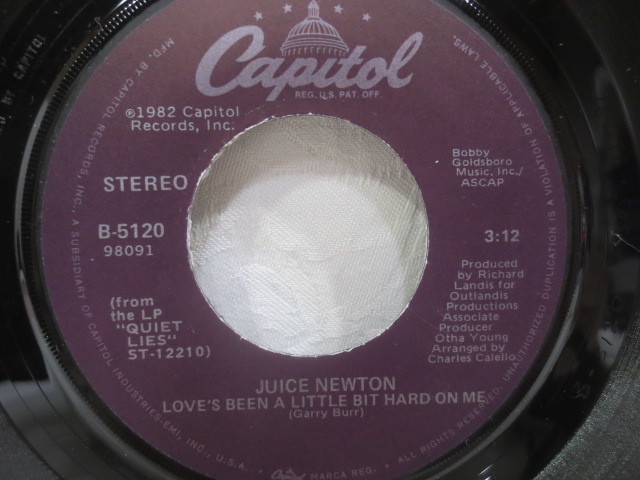 Capitol
REG. U.S. PAT. OFF.
℗1982 Capitol
Records, Inc.
Bobby
Goldsboro
Music, Inc./
ASCAP
STEREO
B-5120
98091
3:12
(from
the LP
"QUIET
LIES"
ST-12210)
Produced
by Richard
Landis for
Outlandis
Productions
Associate
Producer
Otha Young
Arranged by
Charles Calello
JUICE NEWTON
LOVE'S BEEN A LITTLE BIT HARD ON ME
(Garry Burr)
MFD. BY CAPITOL RECORDS, INC., A SUBSIDIARY OF CAPITOL INDUSTRIES-EMI, INC., U.S.A. • Capitol MARCA REG. • ALL RIGHTS RESERVED. UNAUTHORIZED DUPLICATION IS A VIOLATION OF APPLICABLE LAWS.